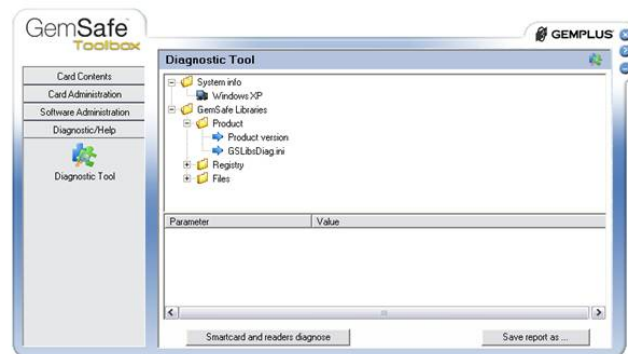 GemSafe
Toolbox
GEMPLUS
Card Contents
Card Administration
Software Administration
Diagnostic/Help
Diagnostic Tool
Diagnostic Tool
System info
Windows XP
GemSafe Libraries
Product
Product version
GSLibsDiag.ini
Registry
Files
Parameter Value
Smartcard and readers diagnose Save report as ...